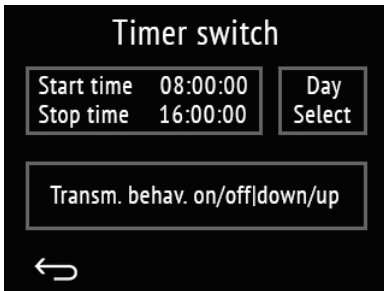 Timer switch
Start time 08:00:00
Stop time 16:00:00
Day
Select
Transm. behav. on/off|down/up